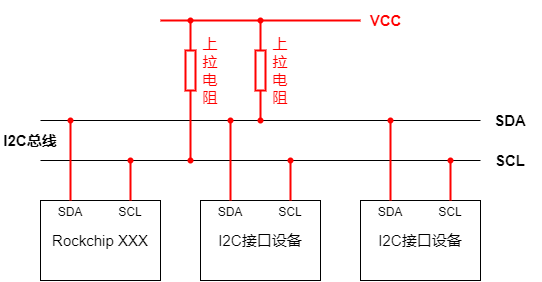 VCC
上拉电阻
上拉电阻
SDA
I2C总线
SCL
SDA SCL
Rockchip XXX
SDA SCL
I2C接口设备
SDA SCL
I2C接口设备